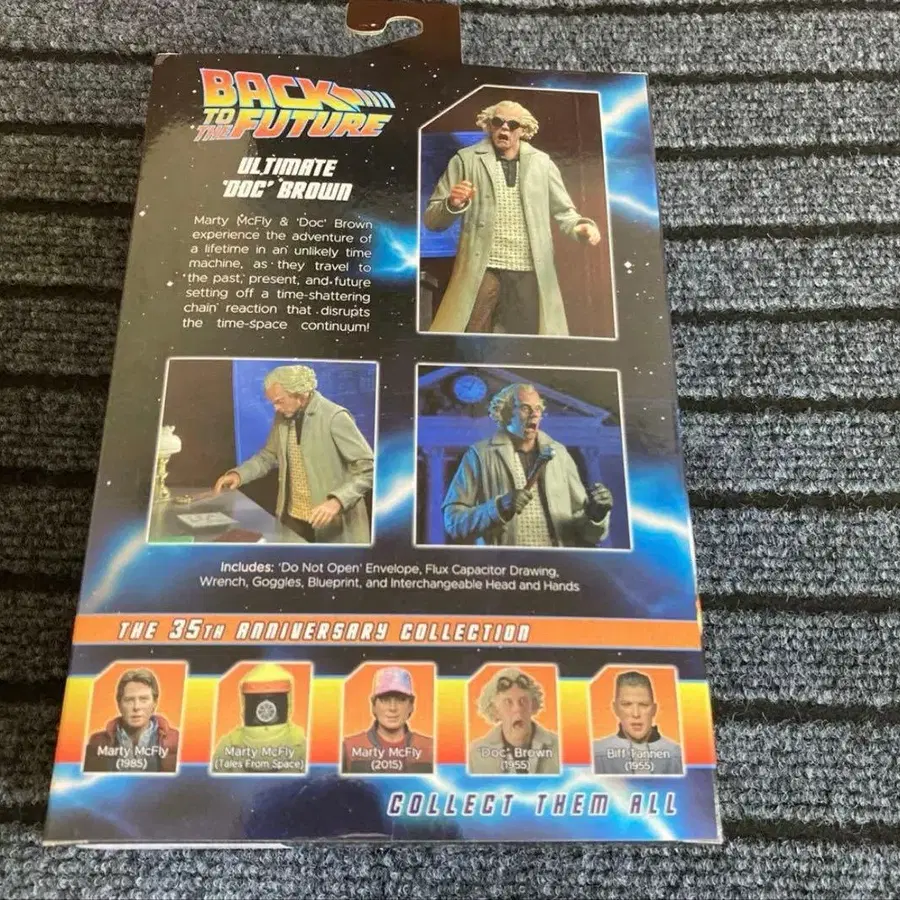 BACK
TO THE FUTURE
ULTIMATE
'DOC' BROWN
Marty McFly & 'Doc' Brown
experience the adventure of
a lifetime in an unlikely time
machine, as they travel to
the past, present, and future
setting off a time-shattering
chain reaction that disrupts
the time-space continuum!
Includes: 'Do Not Open' Envelope, Flux Capacitor Drawing,
Wrench, Goggles, Blueprint, and Interchangeable Head and Hands
THE 35TH ANNIVERSARY COLLECTION
Marty McFly
(1985)
Marty McFly
(Tales From Space)
Marty McFly
(2015)
'Doc' Brown
(1955)
Biff Tannen
(1955)
COLLECT THEM ALL